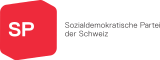 SP
Sozialdemokratische Partei
der Schweiz